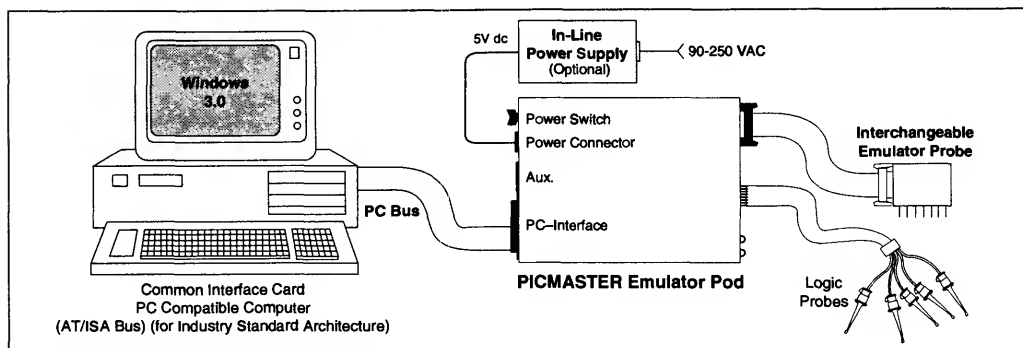 Windows
3.0
5V dc
In-Line
Power Supply
(Optional)
90-250 VAC
Power Switch
Power Connector
Aux.
PC-Interface
PC Bus
PICMASTER Emulator Pod
Interchangeable
Emulator Probe
Logic
Probes
Common Interface Card
PC Compatible Computer
(AT/ISA Bus) (for Industry Standard Architecture)